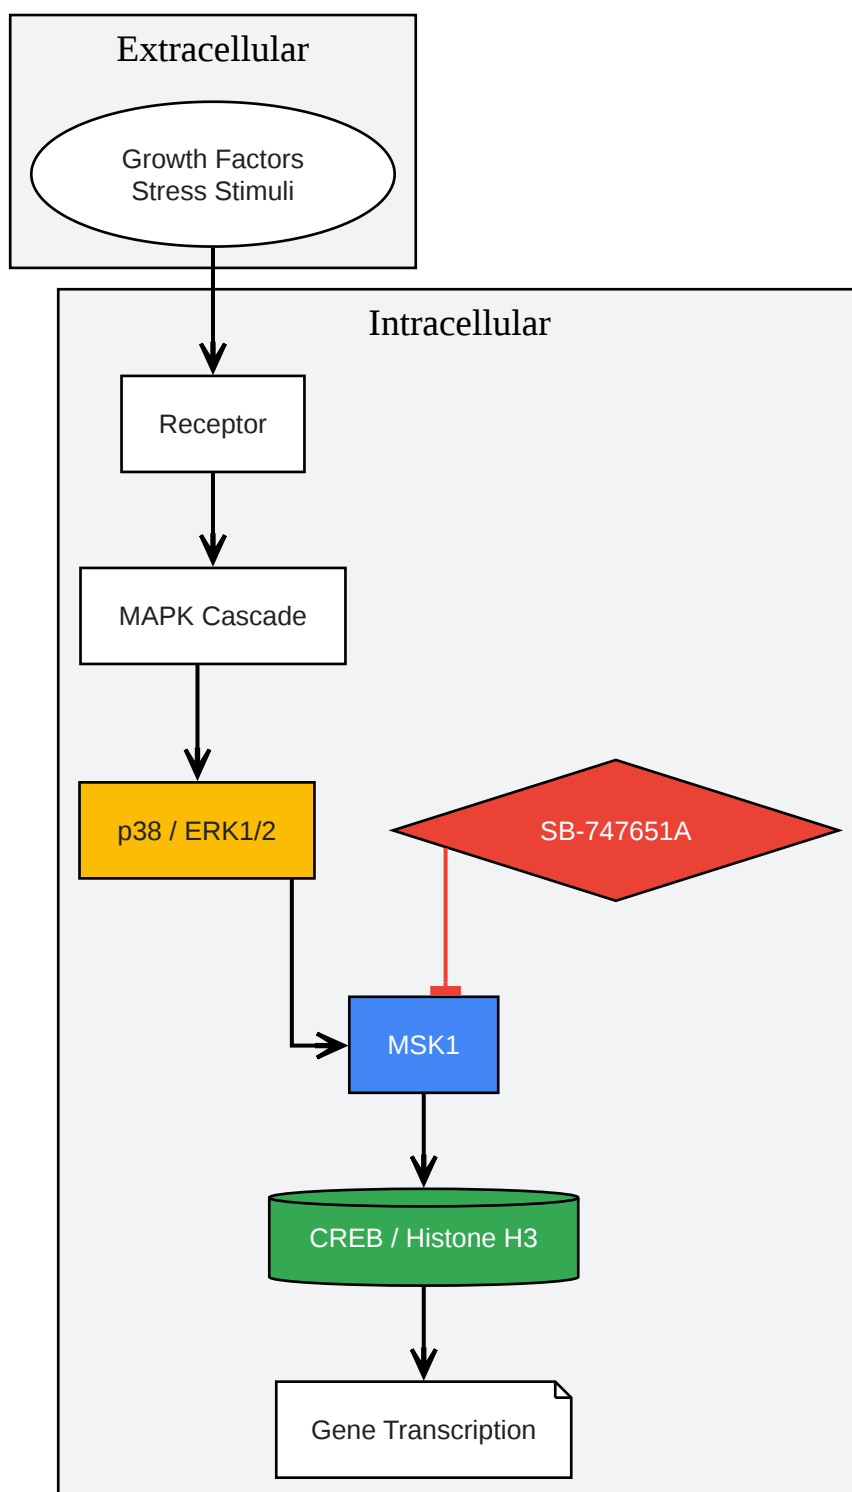 Extracellular
Growth Factors
Stress Stimuli
Intracellular
Receptor
MAPK Cascade
p38 / ERK1/2
SB-747651A
MSK1
CREB / Histone H3
Gene Transcription